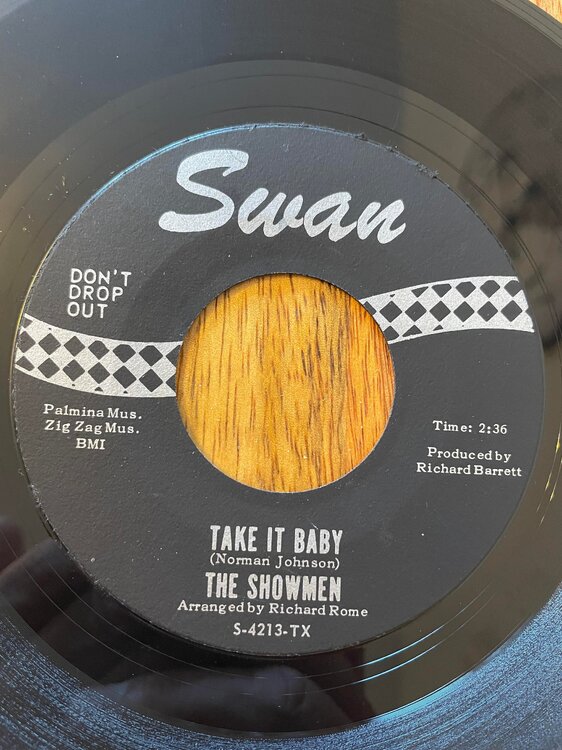 Swan
DON'T
DROP
OUT
Palmina Mus.
Zig Zag Mus.
BMI
Time: 2:36
Produced by
Richard Barrett
TAKE IT BABY
(Norman Johnson)
THE SHOWMEN
Arranged by Richard Rome
S-4213-TX